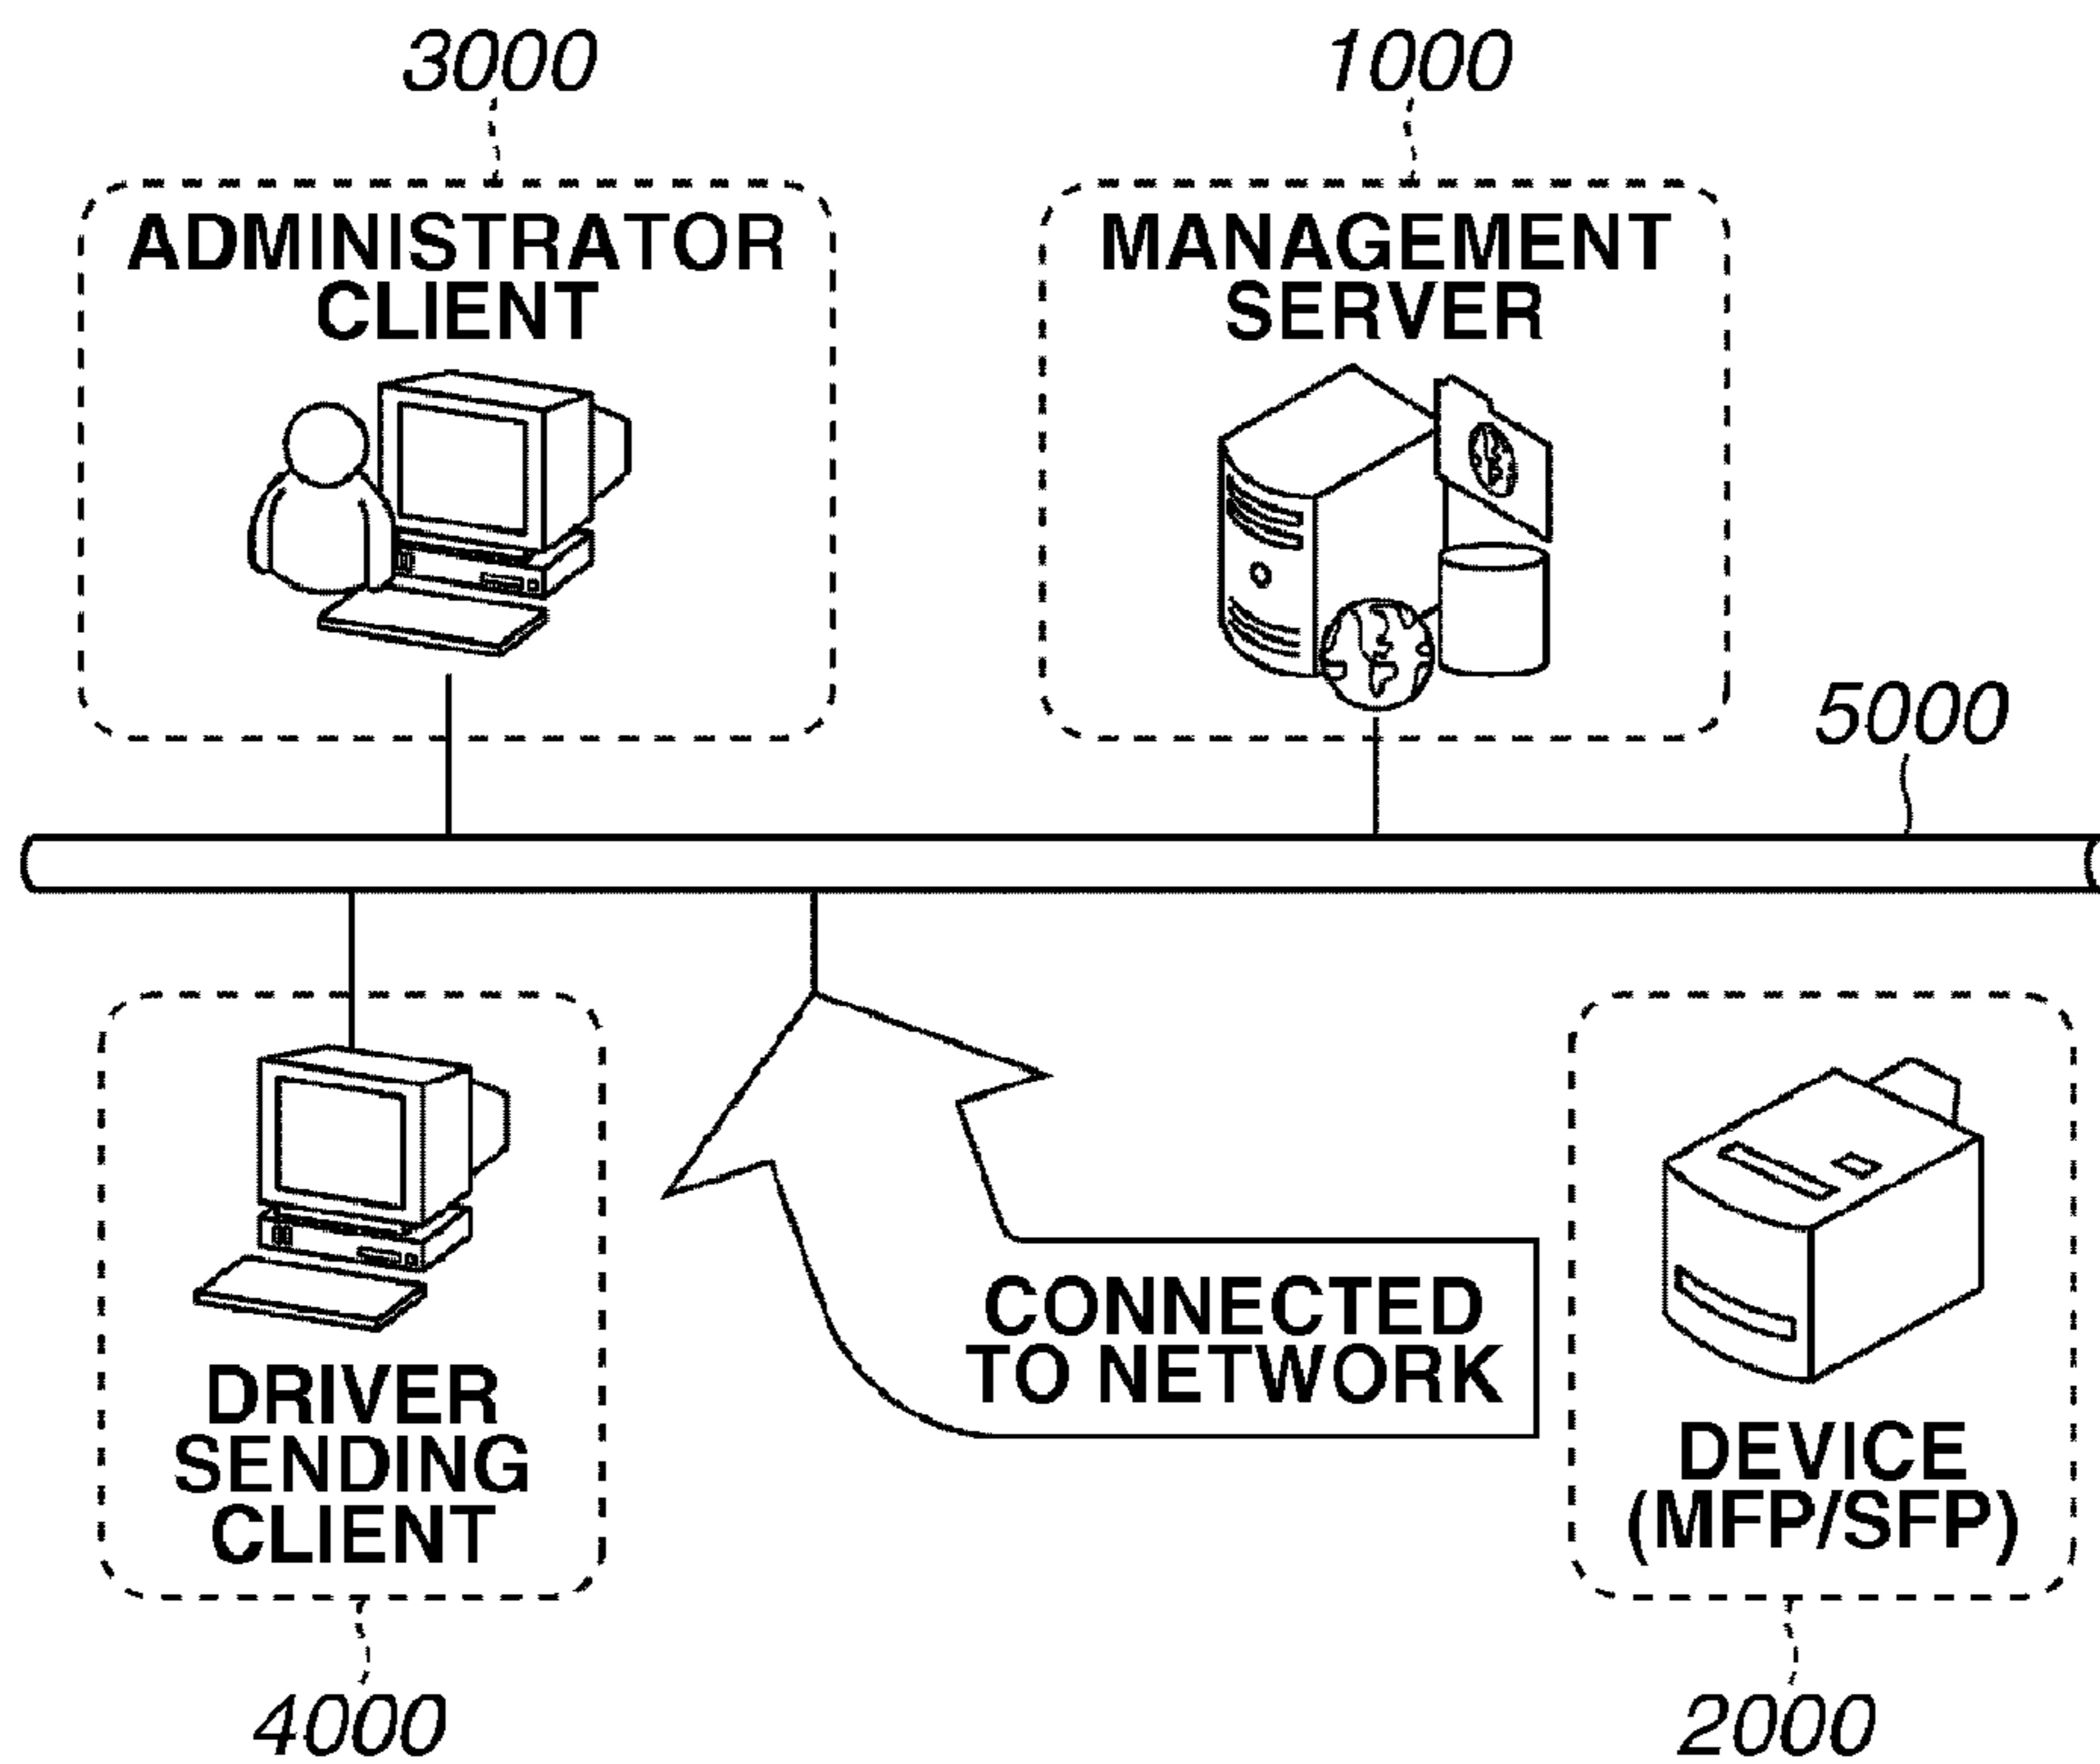 3000
1000
ADMINISTRATOR
CLIENT
MANAGEMENT
SERVER
5000
CONNECTED
TO NETWORK
DRIVER
SENDING
CLIENT
DEVICE
(MFP/SFP)
4000
2000